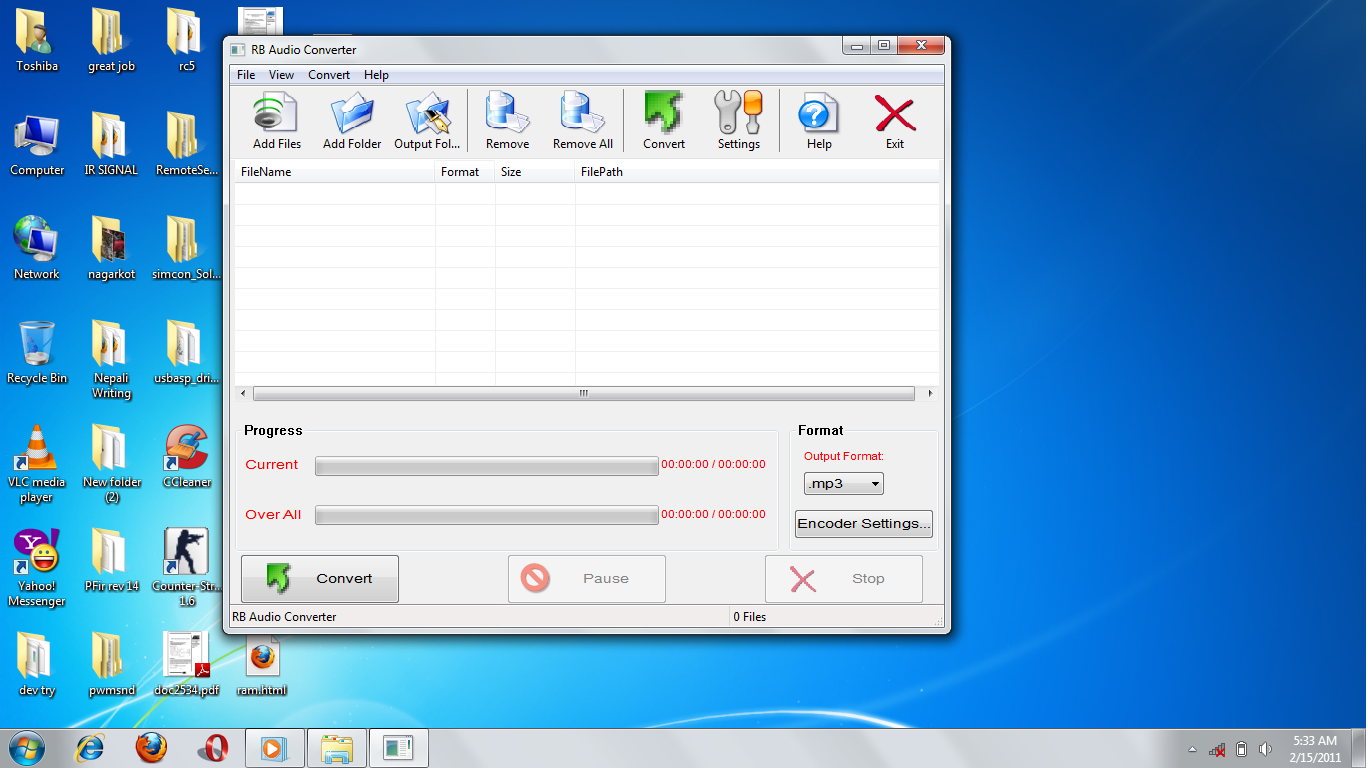 Toshiba
great job
rc5
Computer
IR SIGNAL
RemoteSe...
Network
nagarkot
simcon_Sol...
Recycle Bin
Nepali
Writing
usbasp_dri...
VLC media
player
New folder
(2)
CCleaner
Yahoo!
Messenger
PFir rev 14
Counter-Str...
1.6
dev try
pwmsnd
doc2534.pdf
ram.html
RB Audio Converter
File View Convert Help
Add Files Add Folder Output Fol... Remove Remove All Convert Settings Help Exit
FileName Format Size FilePath
Progress
Current 00:00:00 / 00:00:00
Over All 00:00:00 / 00:00:00
Format
Output Format:
.mp3
Encoder Settings...
Convert Pause Stop
RB Audio Converter 0 Files
5:33 AM
2/15/2011